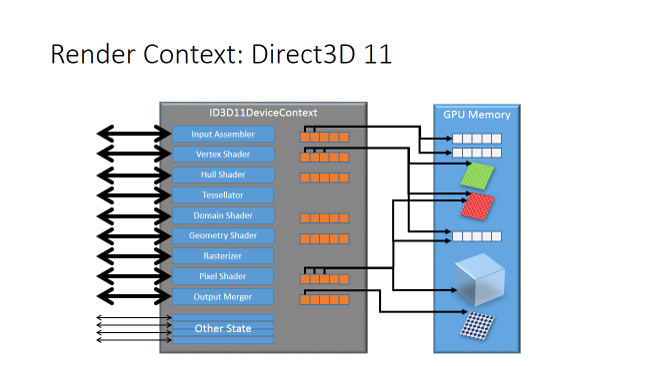 Render Context: Direct3D 11
ID3D11DeviceContext
GPU Memory
Input Assembler
Vertex Shader
Hull Shader
Tessellator
Domain Shader
Geometry Shader
Rasterizer
Pixel Shader
Output Merger
Other State